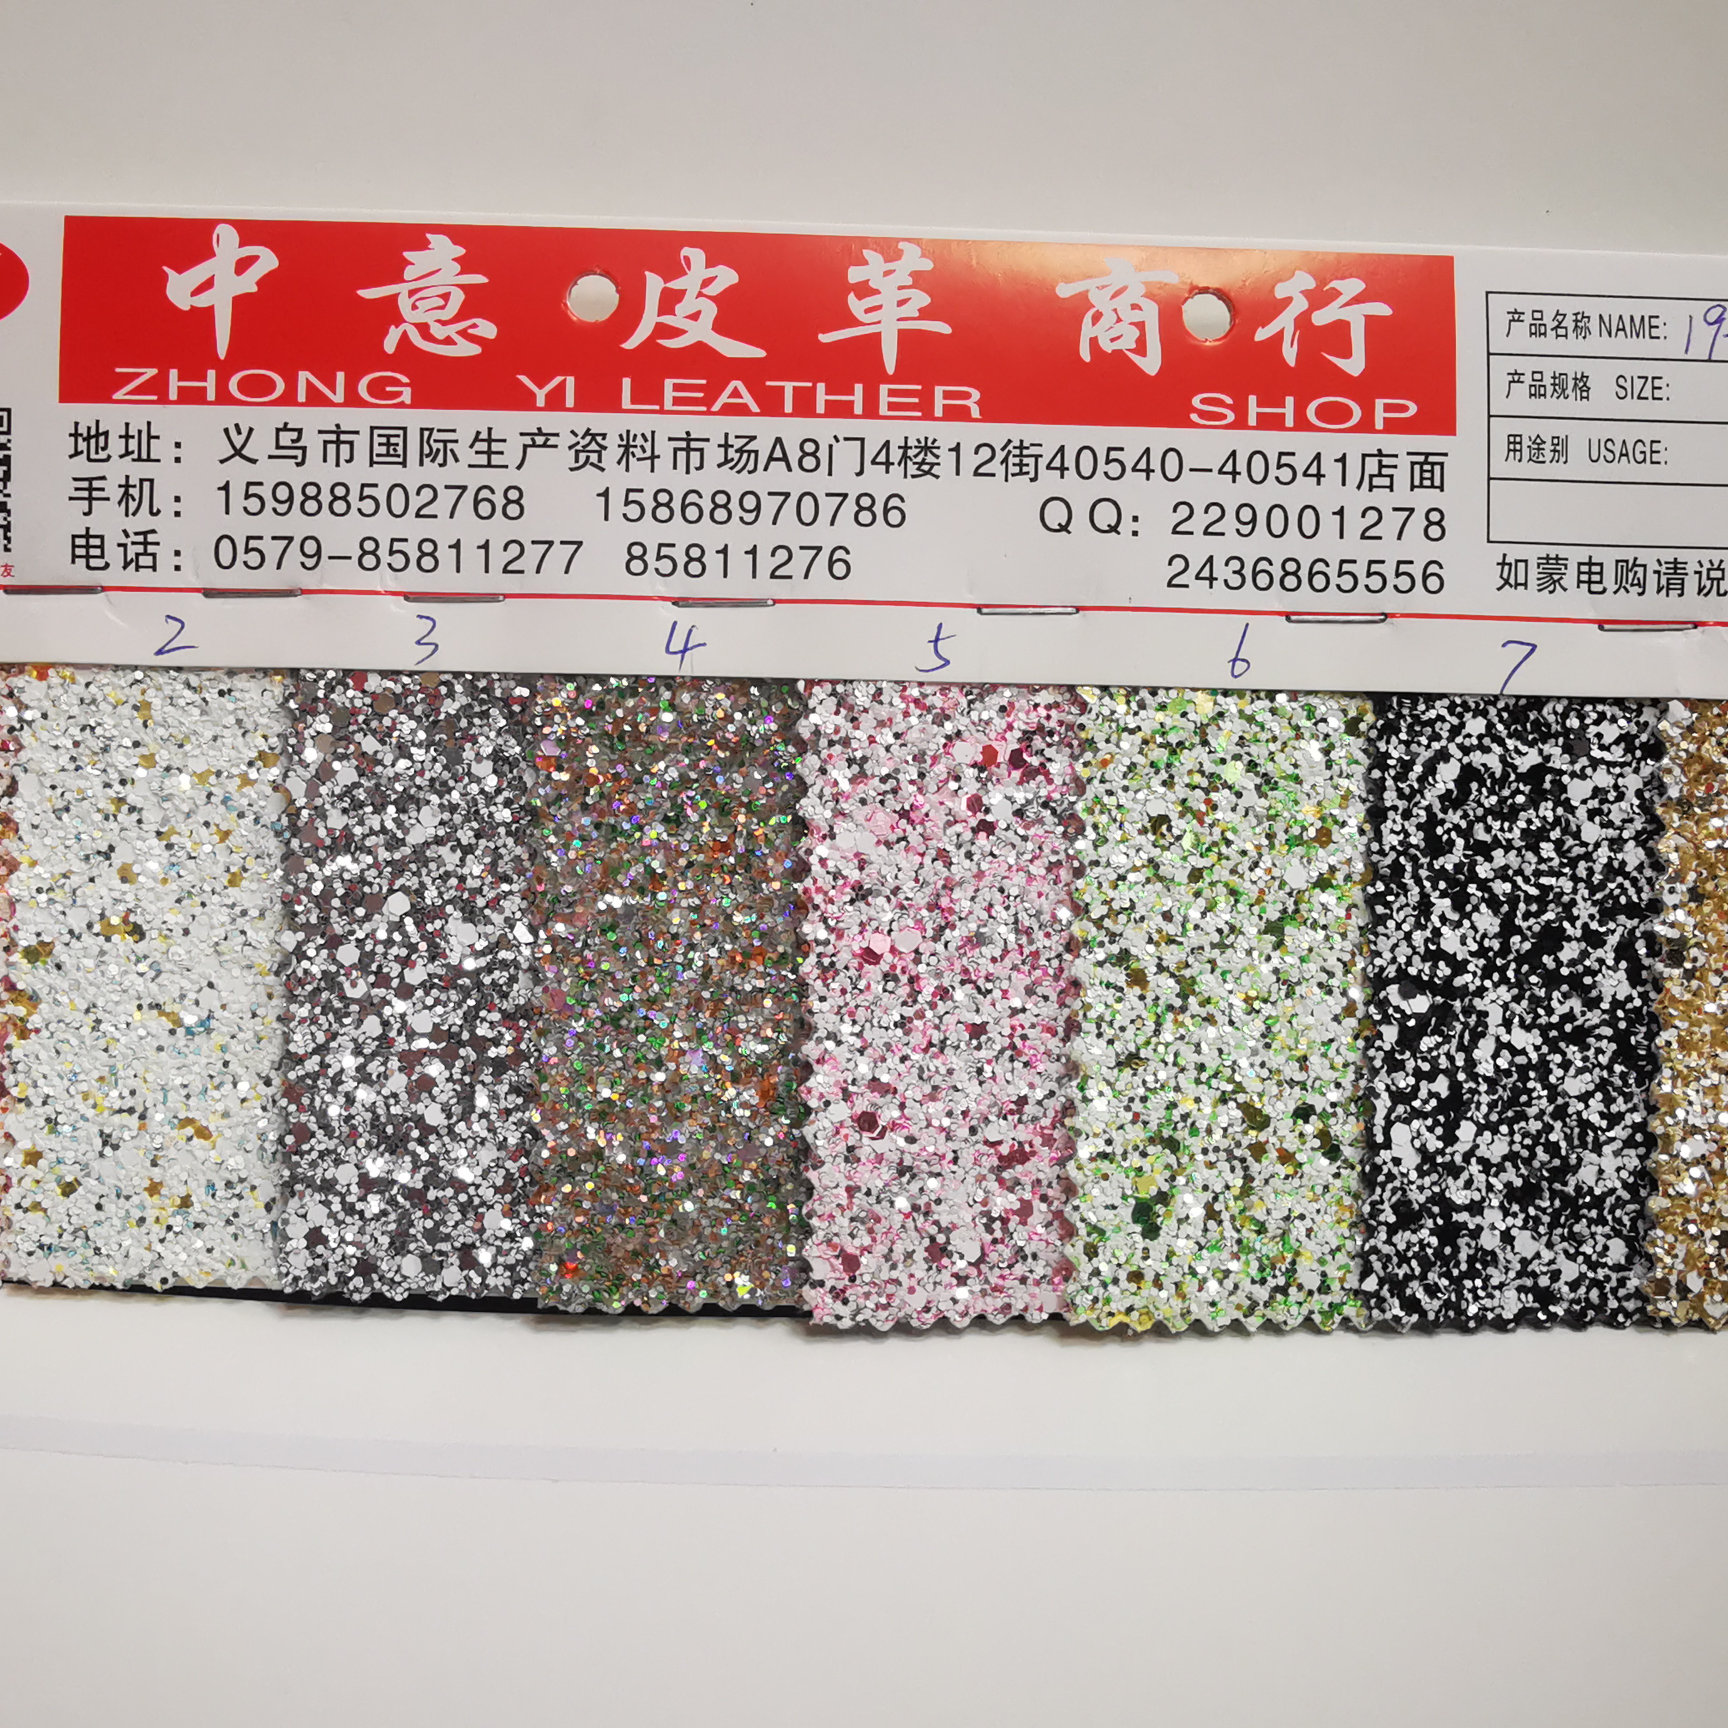 中意皮革商行
ZHONG YI LEATHER SHOP
地址：义乌市国际生产资料市场A8门4楼12街40540-40541店面
手机：15988502768 15868970786 QQ：229001278
电话：0579-85811277 85811276 2436865556
友
产品名称 NAME: 19
产品规格 SIZE:
用途别 USAGE:
如蒙电购请说
2 3 4 5 6 7